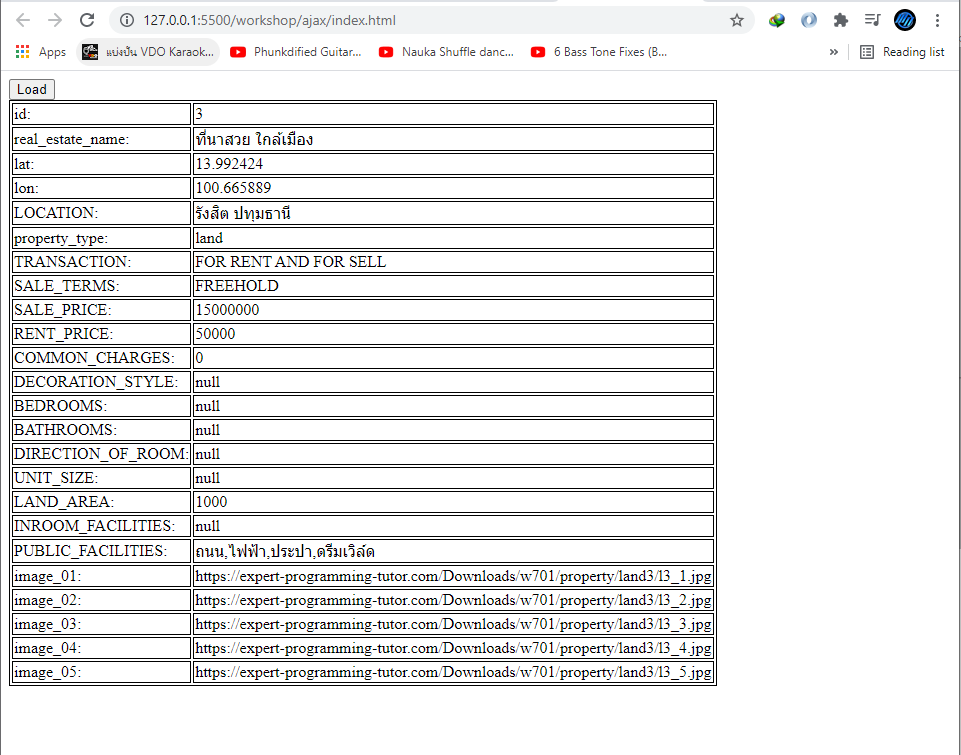 127.0.0.1:5500/workshop/ajax/index.html
Apps แบ่งปัน VDO Karaok... Phunkdified Guitar... Nauka Shuffle danc... 6 Bass Tone Fixes (B... » Reading list
Load
id: 3
real_estate_name: ที่นาสวย ใกล้เมือง
lat: 13.992424
lon: 100.665889
LOCATION: รังสิต ปทุมธานี
property_type: land
TRANSACTION: FOR RENT AND FOR SELL
SALE_TERMS: FREEHOLD
SALE_PRICE: 15000000
RENT_PRICE: 50000
COMMON_CHARGES: 0
DECORATION_STYLE: null
BEDROOMS: null
BATHROOMS: null
DIRECTION_OF_ROOM: null
UNIT_SIZE: null
LAND_AREA: 1000
INROOM_FACILITIES: null
PUBLIC_FACILITIES: ถนน,ไฟฟ้า,ประปา,ดรีมเวิล์ด
image_01: https://expert-programming-tutor.com/Downloads/w701/property/land3/l3_1.jpg
image_02: https://expert-programming-tutor.com/Downloads/w701/property/land3/l3_2.jpg
image_03: https://expert-programming-tutor.com/Downloads/w701/property/land3/l3_3.jpg
image_04: https://expert-programming-tutor.com/Downloads/w701/property/land3/l3_4.jpg
image_05: https://expert-programming-tutor.com/Downloads/w701/property/land3/l3_5.jpg